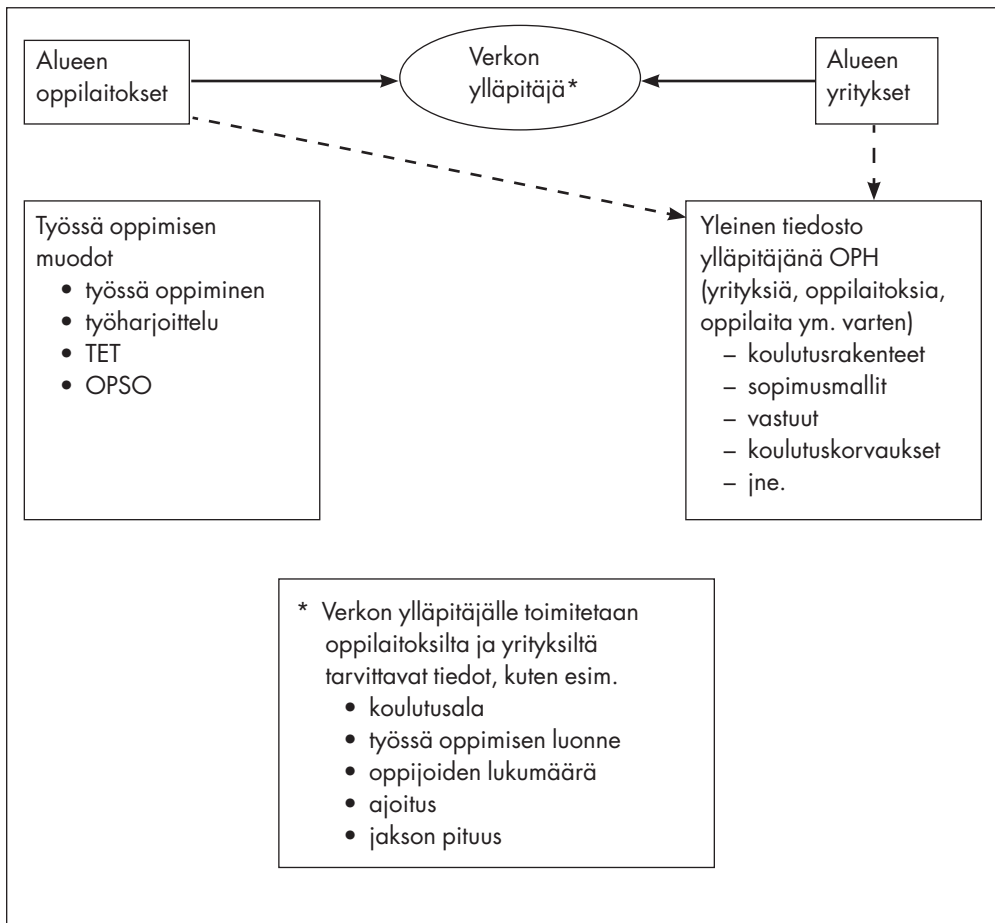 Alueen
oppilaitokset
Verkon
ylläpitäjä*
Alueen
yritykset
Työssä oppimisen
muodot
• työssä oppiminen
• työharjoittelu
• TET
• OPSO
Yleinen tiedosto
ylläpitäjänä OPH
(yrityksiä, oppilaitoksia,
oppilaita ym. varten)
– koulutusrakenteet
– sopimusmallit
– vastuut
– koulutuskorvaukset
– jne.
* Verkon ylläpitäjälle toimitetaan
oppilaitoksilta ja yrityksiltä
tarvittavat tiedot, kuten esim.
• koulutusala
• työssä oppimisen luonne
• oppijoiden lukumäärä
• ajoitus
• jakson pituus